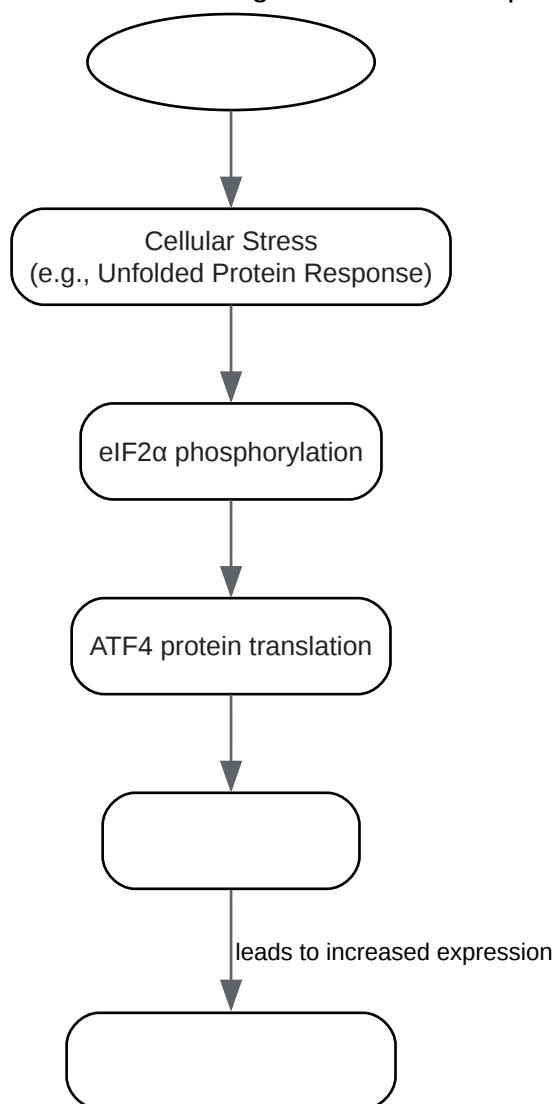 Cellular Stress
(e.g., Unfolded Protein Response)
eIF2α phosphorylation
ATF4 protein translation
leads to increased expression